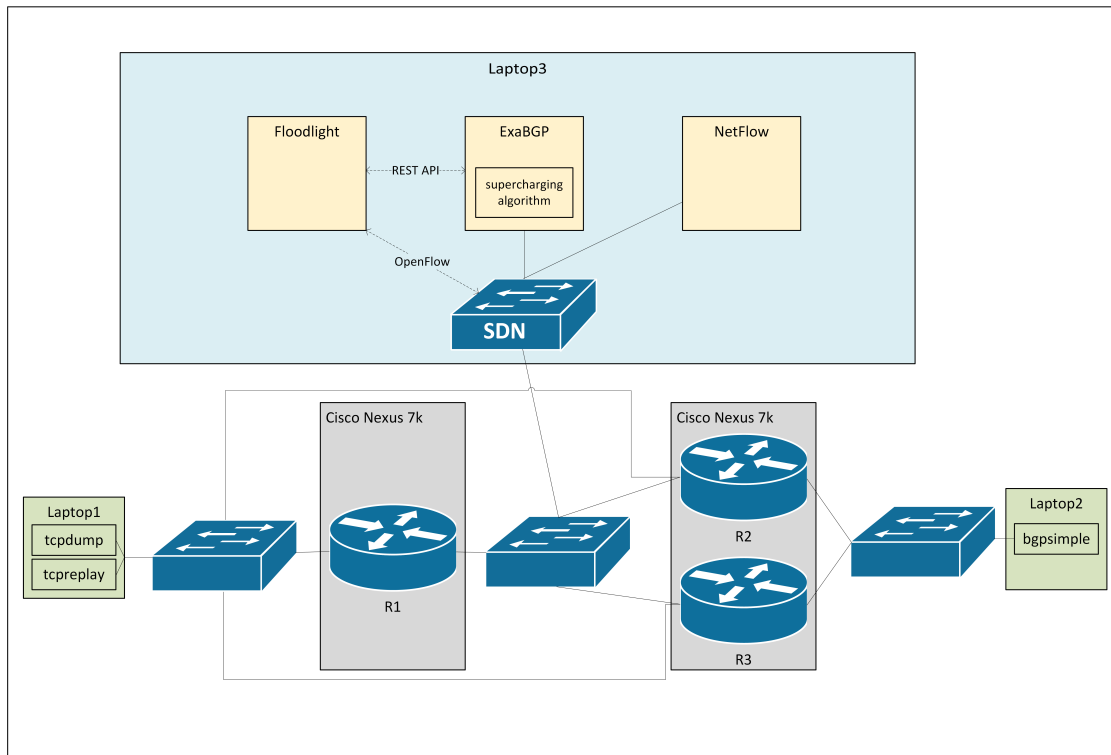 Laptop3
Floodlight
ExaBGP
NetFlow
REST API
supercharging
algorithm
OpenFlow
SDN
Cisco Nexus 7k
Cisco Nexus 7k
Laptop1
tcpdump
tcpreplay
R1
R2
R3
Laptop2
bgpsimple